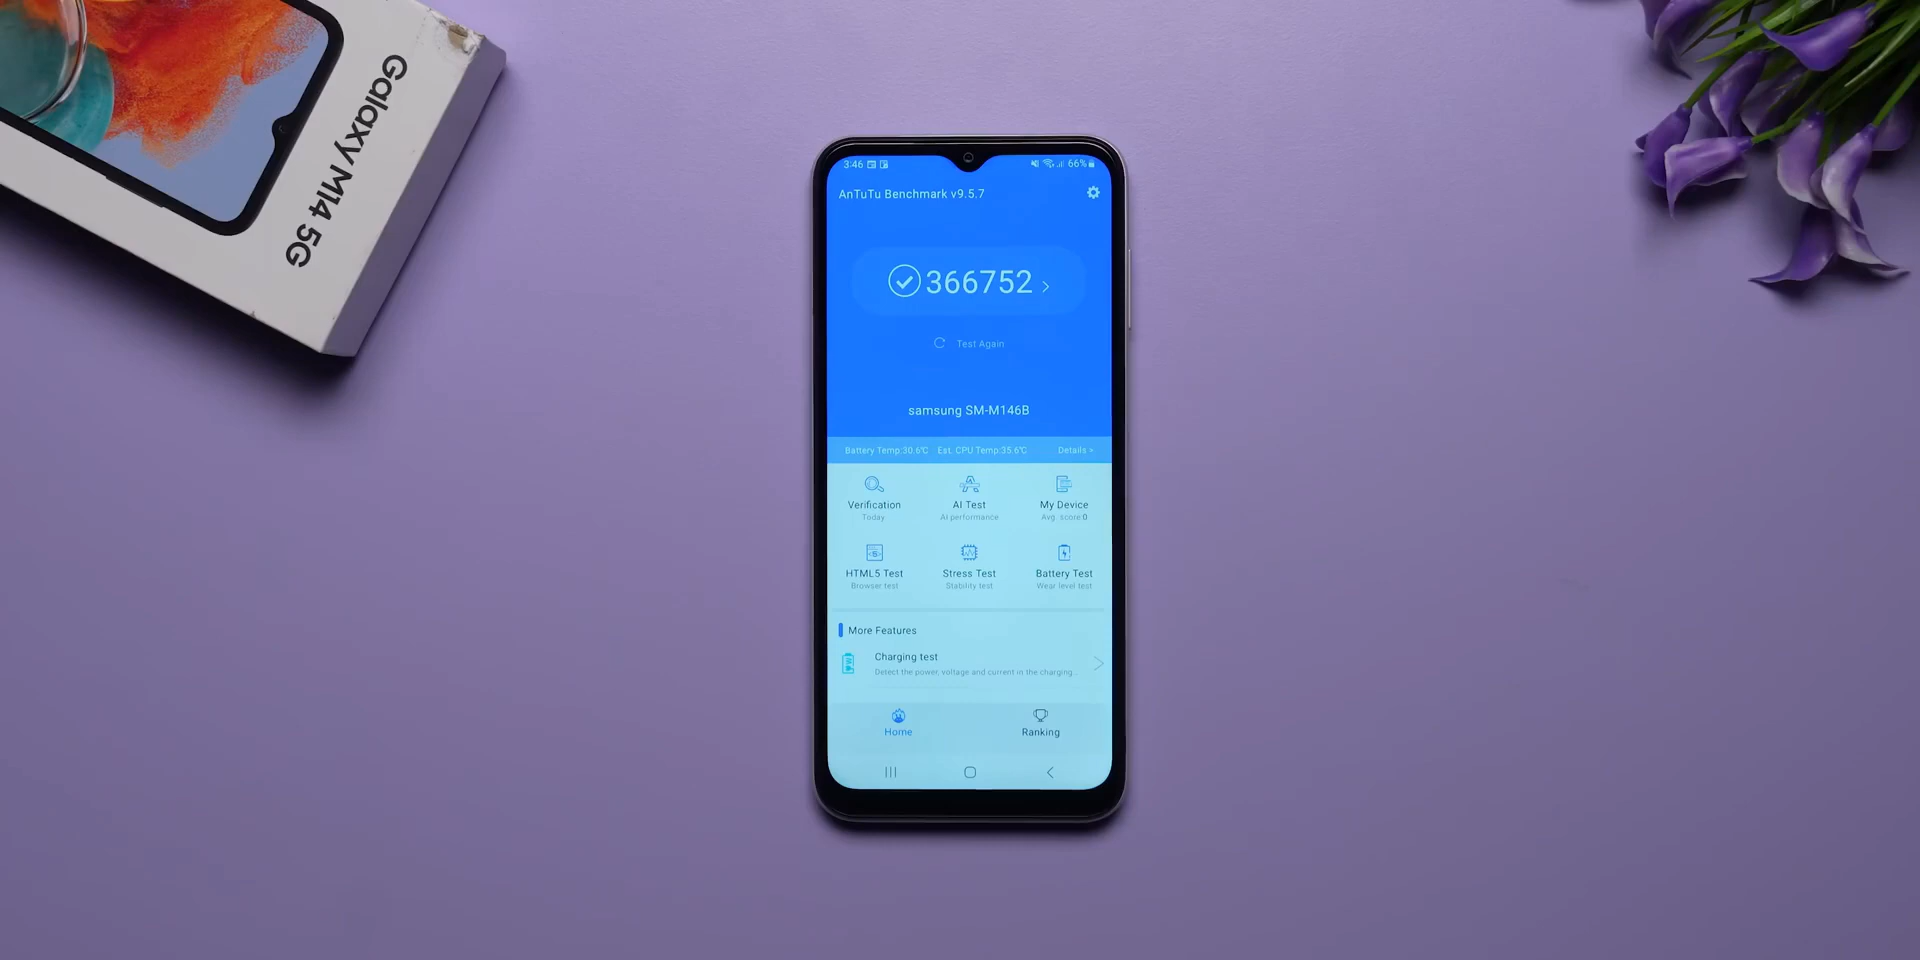 Galaxy M14 5G
3:46 66%
AnTuTu Benchmark v9.5.7
366752
Test Again
samsung SM-M146B
Battery Temp:30.6℃ Est. CPU Temp:35.6℃ Details >
Verification AI Test My Device
Today AI performance Avg. score:0
HTML5 Test Stress Test Battery Test
Browser test Stability test Wear level test
More Features
Charging test
Detect the power, voltage and current in the charging...
Home Ranking